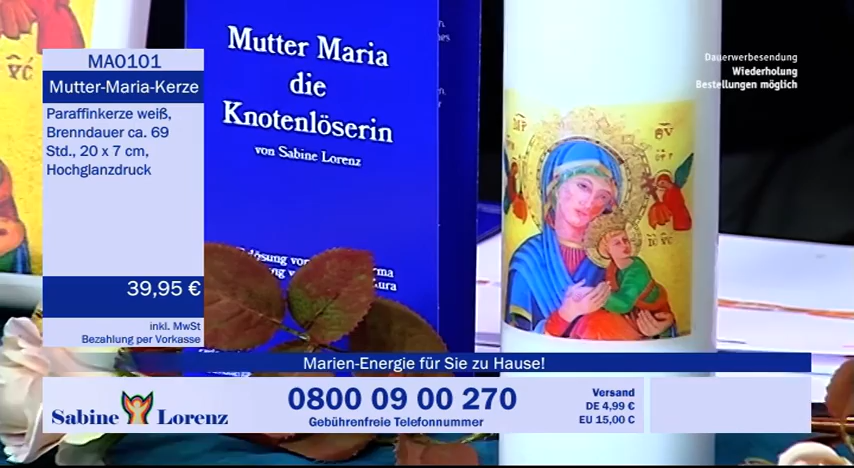 MA0101
Mutter-Maria-Kerze
Paraffinkerze weiß,
Brenndauer ca. 69
Std., 20 x 7 cm,
Hochglanzdruck
39,95 €
inkl. MwSt
Bezahlung per Vorkasse
Mutter Maria
die
Knotenlöserin
von Sabine Lorenz
Dauerwerbesendung
Wiederholung
Bestellungen möglich
Marien-Energie für Sie zu Hause!
Sabine Lorenz
0800 09 00 270
Gebührenfreie Telefonnummer
Versand
DE 4,99 €
EU 15,00 €